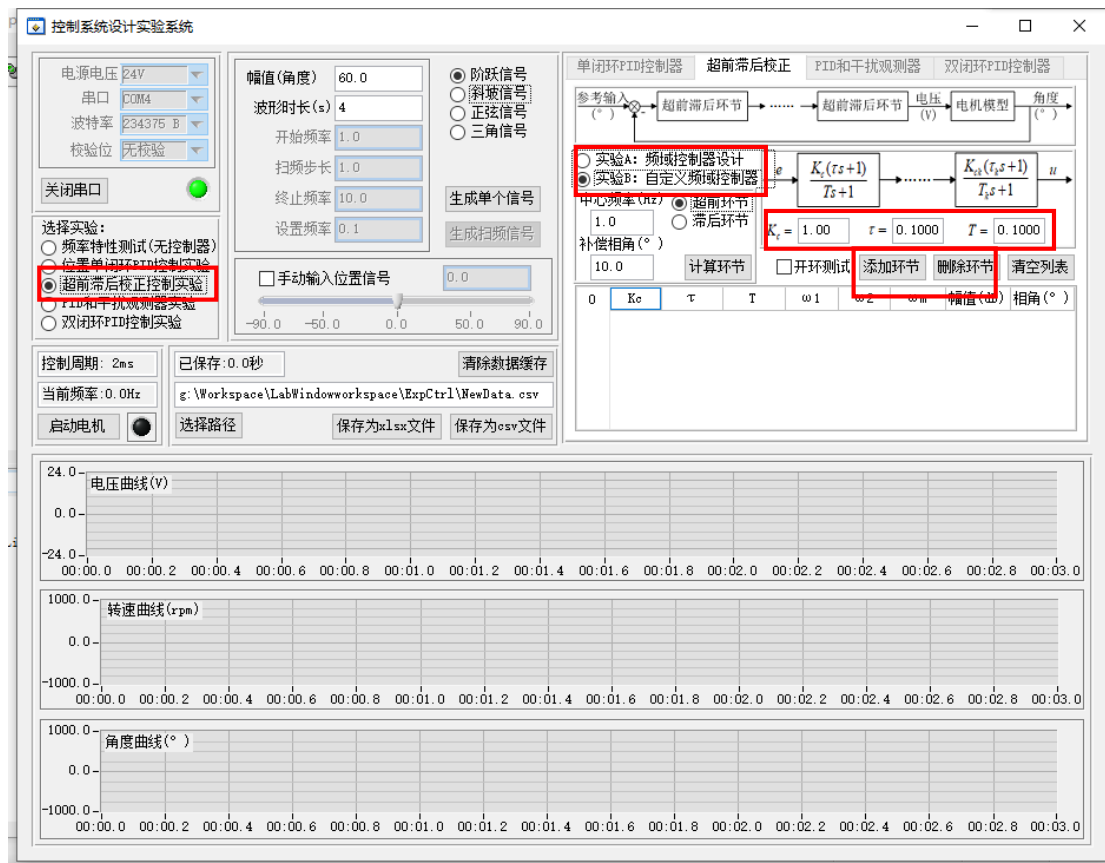 控制系统设计实验系统
电源电压 24V
串口 COM4
波特率 234375 B
校验位 无校验
关闭串口
选择实验:
频率特性测试(无控制器)
位置单闭环PID控制实验
超前滞后校正控制实验
PID和干扰观测器实验
双闭环PID控制实验
幅值(角度) 60.0
波形时长(s) 4
开始频率 1.0
扫频步长 1.0
终止频率 10.0
设置频率 0.1
阶跃信号
斜坡信号
正弦信号
三角信号
生成单个信号
生成扫频信号
手动输入位置信号 0.0
-90.0 -50.0 0.0 50.0 90.0
单闭环PID控制器 超前滞后校正 PID和干扰观测器 双闭环PID控制器
参考输入 (°) - 超前滞后环节 …… 超前滞后环节 电压 (V) 电机模型 角度 (°)
实验A: 频域控制器设计
实验B: 自定义频域控制器
e Kc(τs+1) Ts+1 …… Kck(τks+1) Tks+1 u
中心频率(Hz) 超前环节
1.0 滞后环节
Kc = 1.00 τ = 0.1000 T = 0.1000
补偿相角(°)
10.0 计算环节 开环测试 添加环节 删除环节 清空列表
0 Kc τ T ω1 ω2 ωm 幅值(db) 相角(°)
控制周期: 2ms 已保存:0.0秒 清除数据缓存
当前频率:0.0Hz g:\Workspace\LabWindowworkspace\ExpCtrl\NewData.csv
启动电机 选择路径 保存为xlsx文件 保存为csv文件
电压曲线(V)
24.0
0.0
-24.0
00:00.0 00:00.2 00:00.4 00:00.6 00:00.8 00:01.0 00:01.2 00:01.4 00:01.6 00:01.8 00:02.0 00:02.2 00:02.4 00:02.6 00:02.8 00:03.0
转速曲线(rpm)
1000.0
0.0
-1000.0
00:00.0 00:00.2 00:00.4 00:00.6 00:00.8 00:01.0 00:01.2 00:01.4 00:01.6 00:01.8 00:02.0 00:02.2 00:02.4 00:02.6 00:02.8 00:03.0
角度曲线(°)
1000.0
0.0
-1000.0
00:00.0 00:00.2 00:00.4 00:00.6 00:00.8 00:01.0 00:01.2 00:01.4 00:01.6 00:01.8 00:02.0 00:02.2 00:02.4 00:02.6 00:02.8 00:03.0